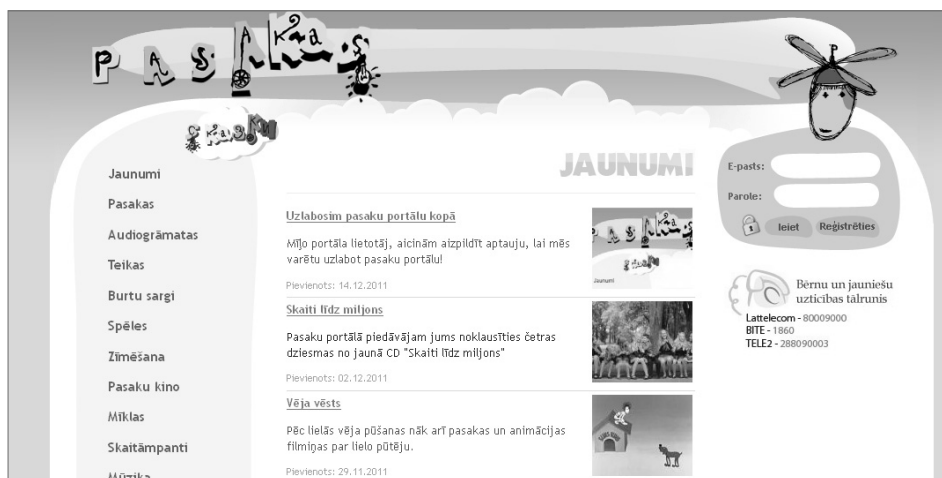 PASAKAS
PASAKAS
Jaunumi
Pasakas
Audiogrāmatas
Teikas
Burtu sargi
Spēles
Zīmēšana
Pasaku kino
Mīklas
Skaitāmpanti
Mūzika
JAUNUMI
Uzlabosim pasaku portālu kopā
Mīļo portāla lietotāj, aicinām aizpildīt aptauju, lai mēs
varētu uzlabot pasaku portālu!
Pievienots: 14.12.2011
Jaunumi
Skaiti līdz miljons
Pasaku portālā piedāvājam jums noklausīties četras
dziesmas no jaunā CD "Skaiti līdz miljons"
Pievienots: 02.12.2011
Vēja vēsts
Pēc lielās vēja pūšanas nāk arī pasakas un animācijas
filmiņas par lielo pūtēju.
Pievienots: 29.11.2011
P
E-pasts:
Parole:
Ieiet
Reģistrēties
Bērnu un jauniešu
uzticības tālrunis
Lattelecom - 80009000
BITE - 1860
TELE2 - 288090003